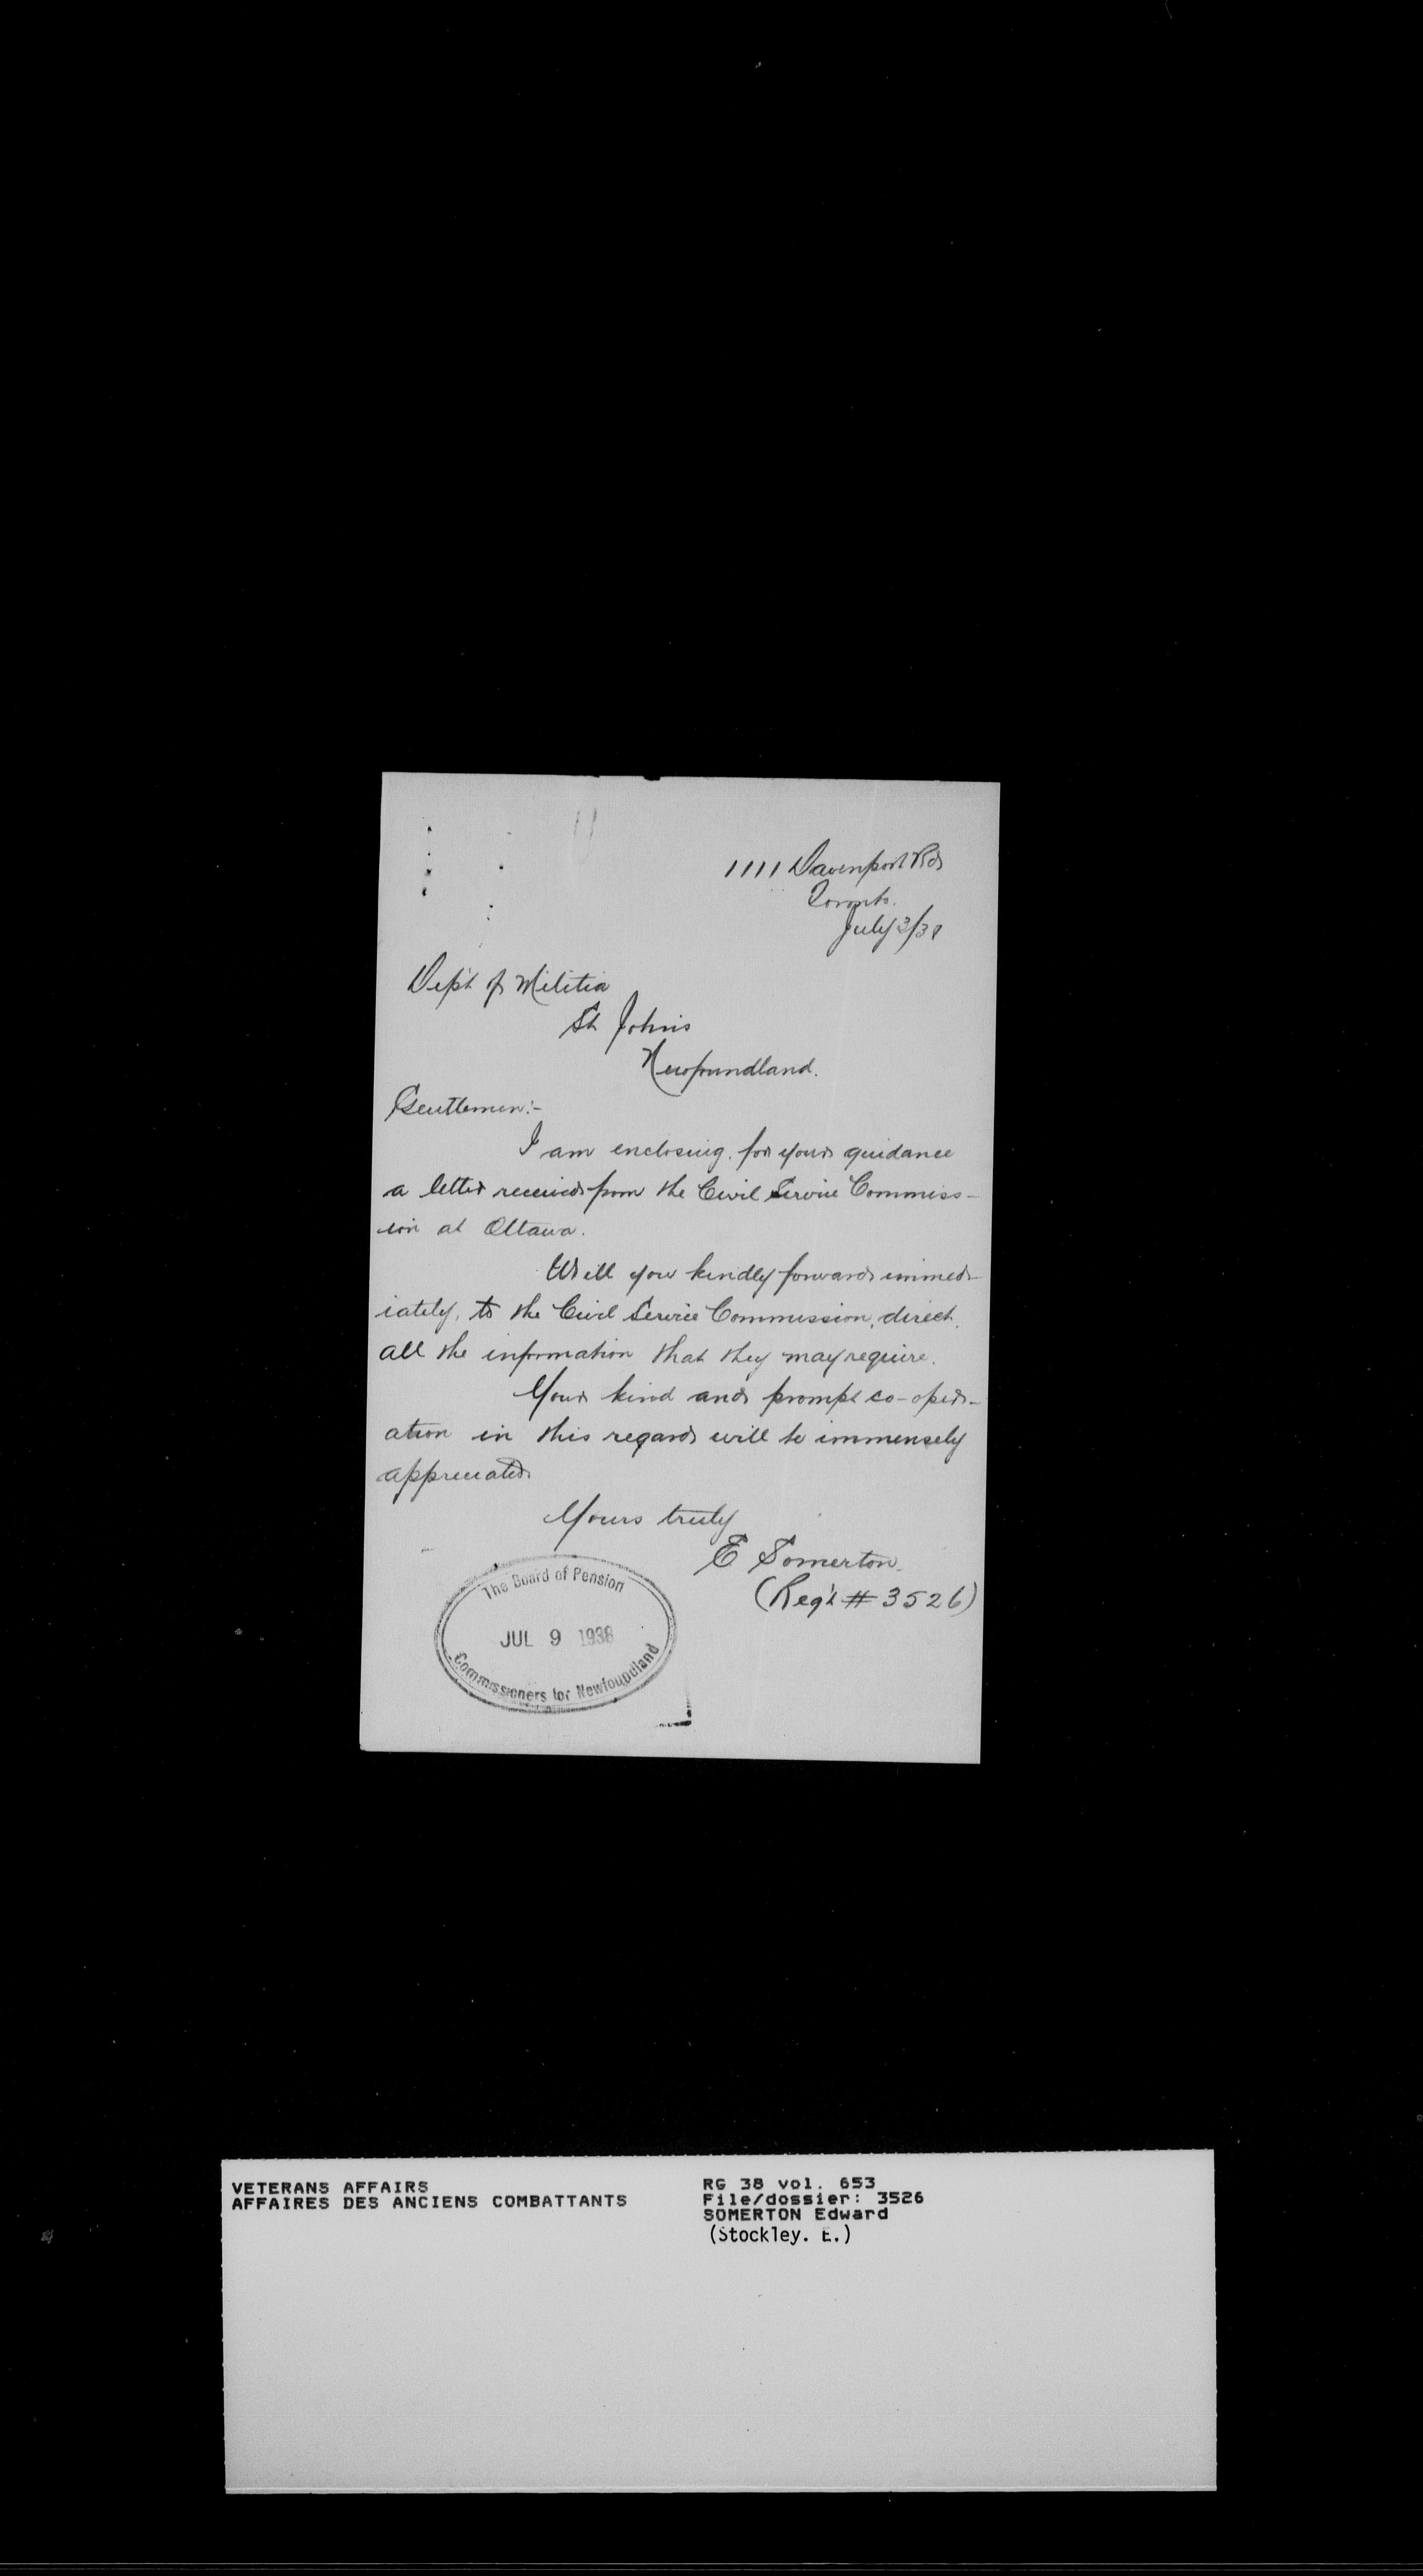 1111 Davenport Rd
Toronto.
July 3/38
Dep't of Militia
St John's
Newfoundland.
Gentlemen:-
I am enclosing, for your guidance
a letter received from the Civil Service Commiss-
ion at Ottawa.
Will you kindly forward immed-
iately, to the Civil Service Commission, direct,
all the information that they may require.
Your kind and prompt co-oper-
ation in this regard will be immensely
appreciated.
Yours truly
E Somerton.
(Reg't # 3526)
The Board of Pension
JUL 9 1938
Commissioners for Newfoundland
VETERANS AFFAIRS
AFFAIRES DES ANCIENS COMBATTANTS
RG 38 vol. 653
File/dossier: 3526
SOMERTON Edward
(Stockley. E.)